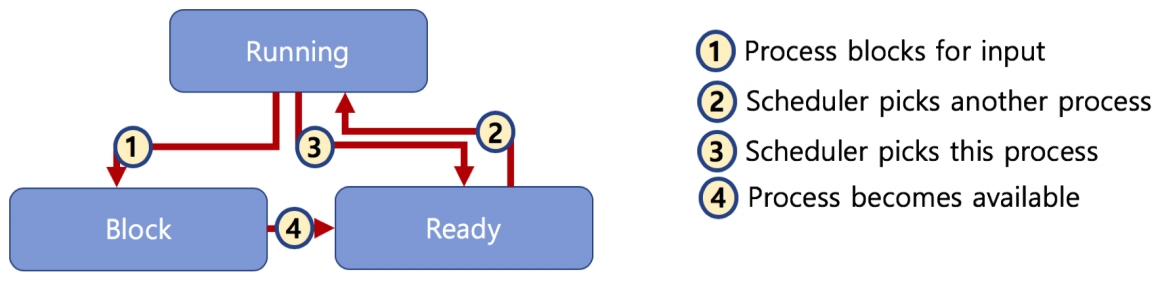 Running
1
3
2
Block
4
Ready
1 Process blocks for input
2 Scheduler picks another process
3 Scheduler picks this process
4 Process becomes available